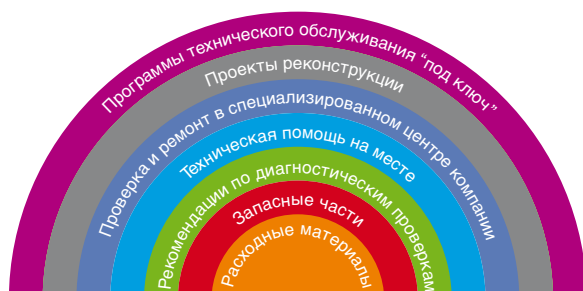 Программы технического обслуживания "под ключ"
Проекты реконструкции
Проверка и ремонт в специализированном центре компании
Техническая помощь на месте
Рекомендации по диагностическим проверкам
Запасные части
Расходные материалы